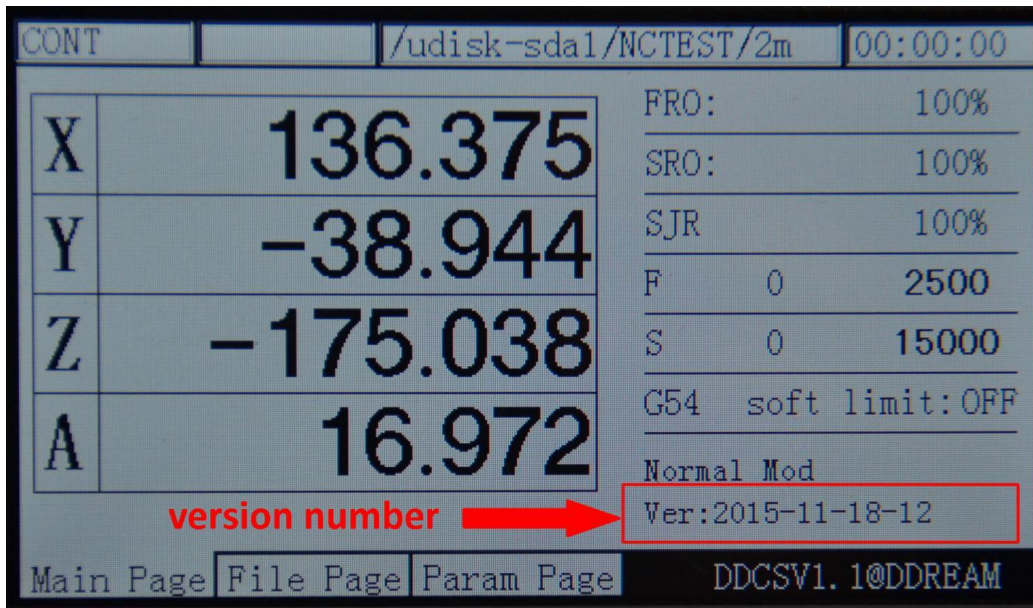 CONT /udisk-sda1/NCTEST/2m 00:00:00
X 136.375
Y -38.944
Z -175.038
A 16.972
FRO: 100%
SRO: 100%
SJR 100%
F 0 2500
S 0 15000
G54 soft limit:OFF
Normal Mod
version number
Ver:2015-11-18-12
Main Page File Page Param Page DDCSV1.1@DDREAM